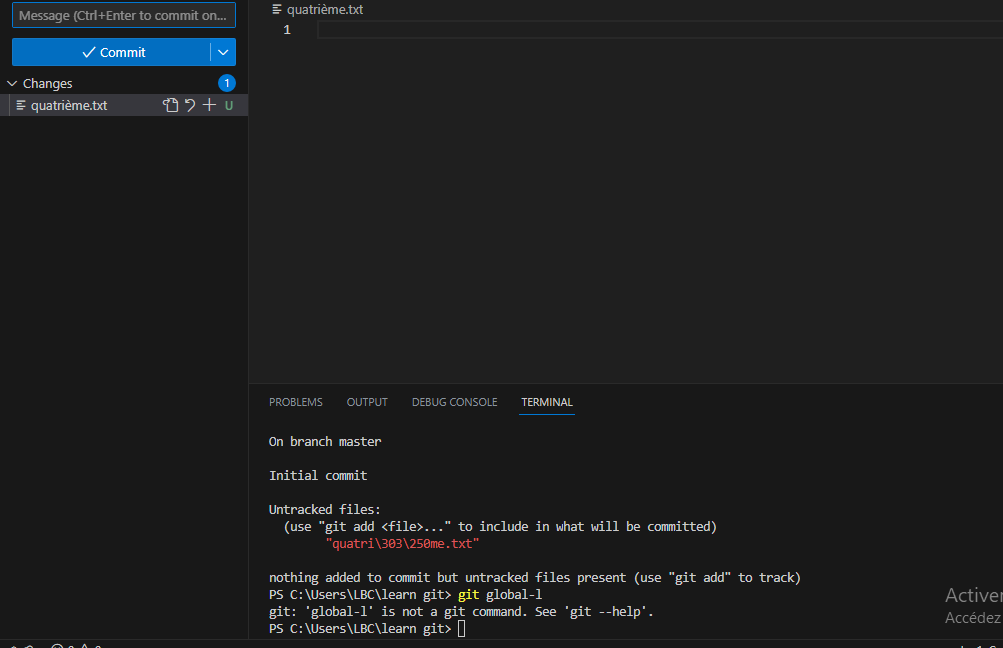 Message (Ctrl+Enter to commit on...
Commit
Changes 1
quatrième.txt U
quatrième.txt
1
PROBLEMS OUTPUT DEBUG CONSOLE TERMINAL
On branch master
Initial commit
Untracked files:
(use "git add <file>..." to include in what will be committed)
"quatri\303\250me.txt"
nothing added to commit but untracked files present (use "git add" to track)
PS C:\Users\LBC\learn git> git global-l
git: 'global-l' is not a git command. See 'git --help'.
PS C:\Users\LBC\learn git>
Activer
Accédez